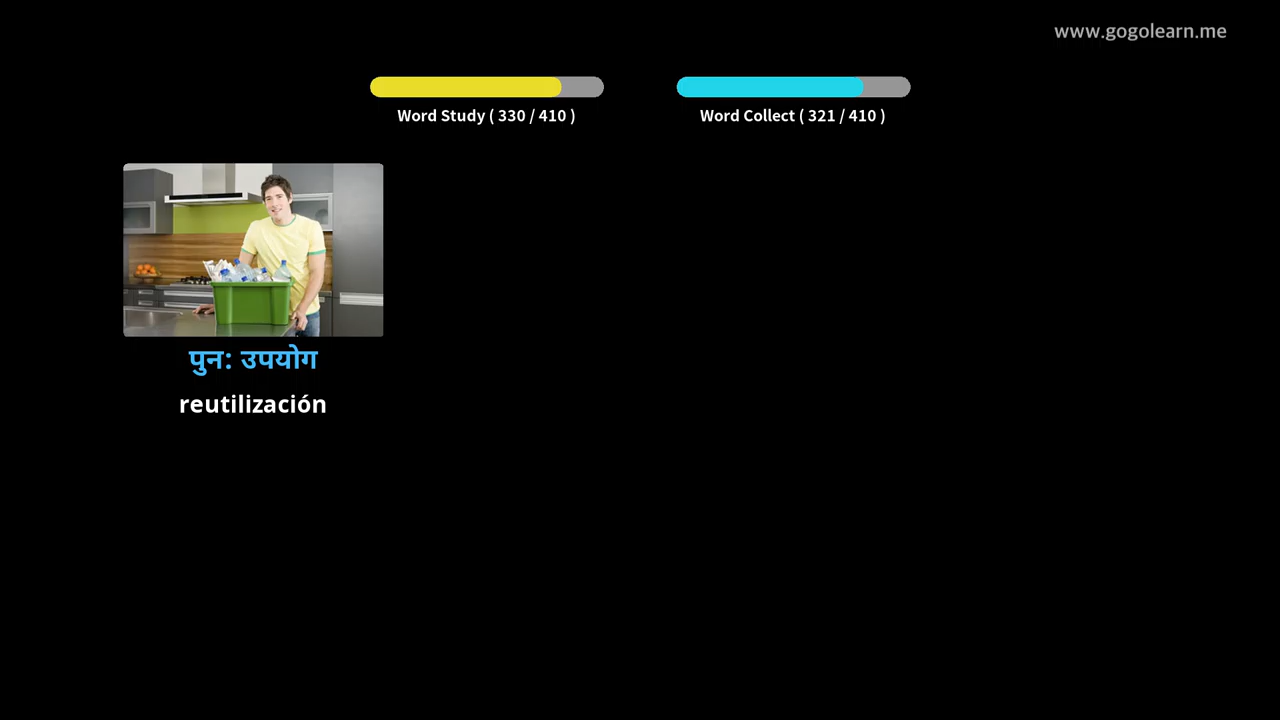 www.gogolearn.me
Word Study ( 330 / 410 )
Word Collect ( 321 / 410 )
पुन: उपयोग
reutilización